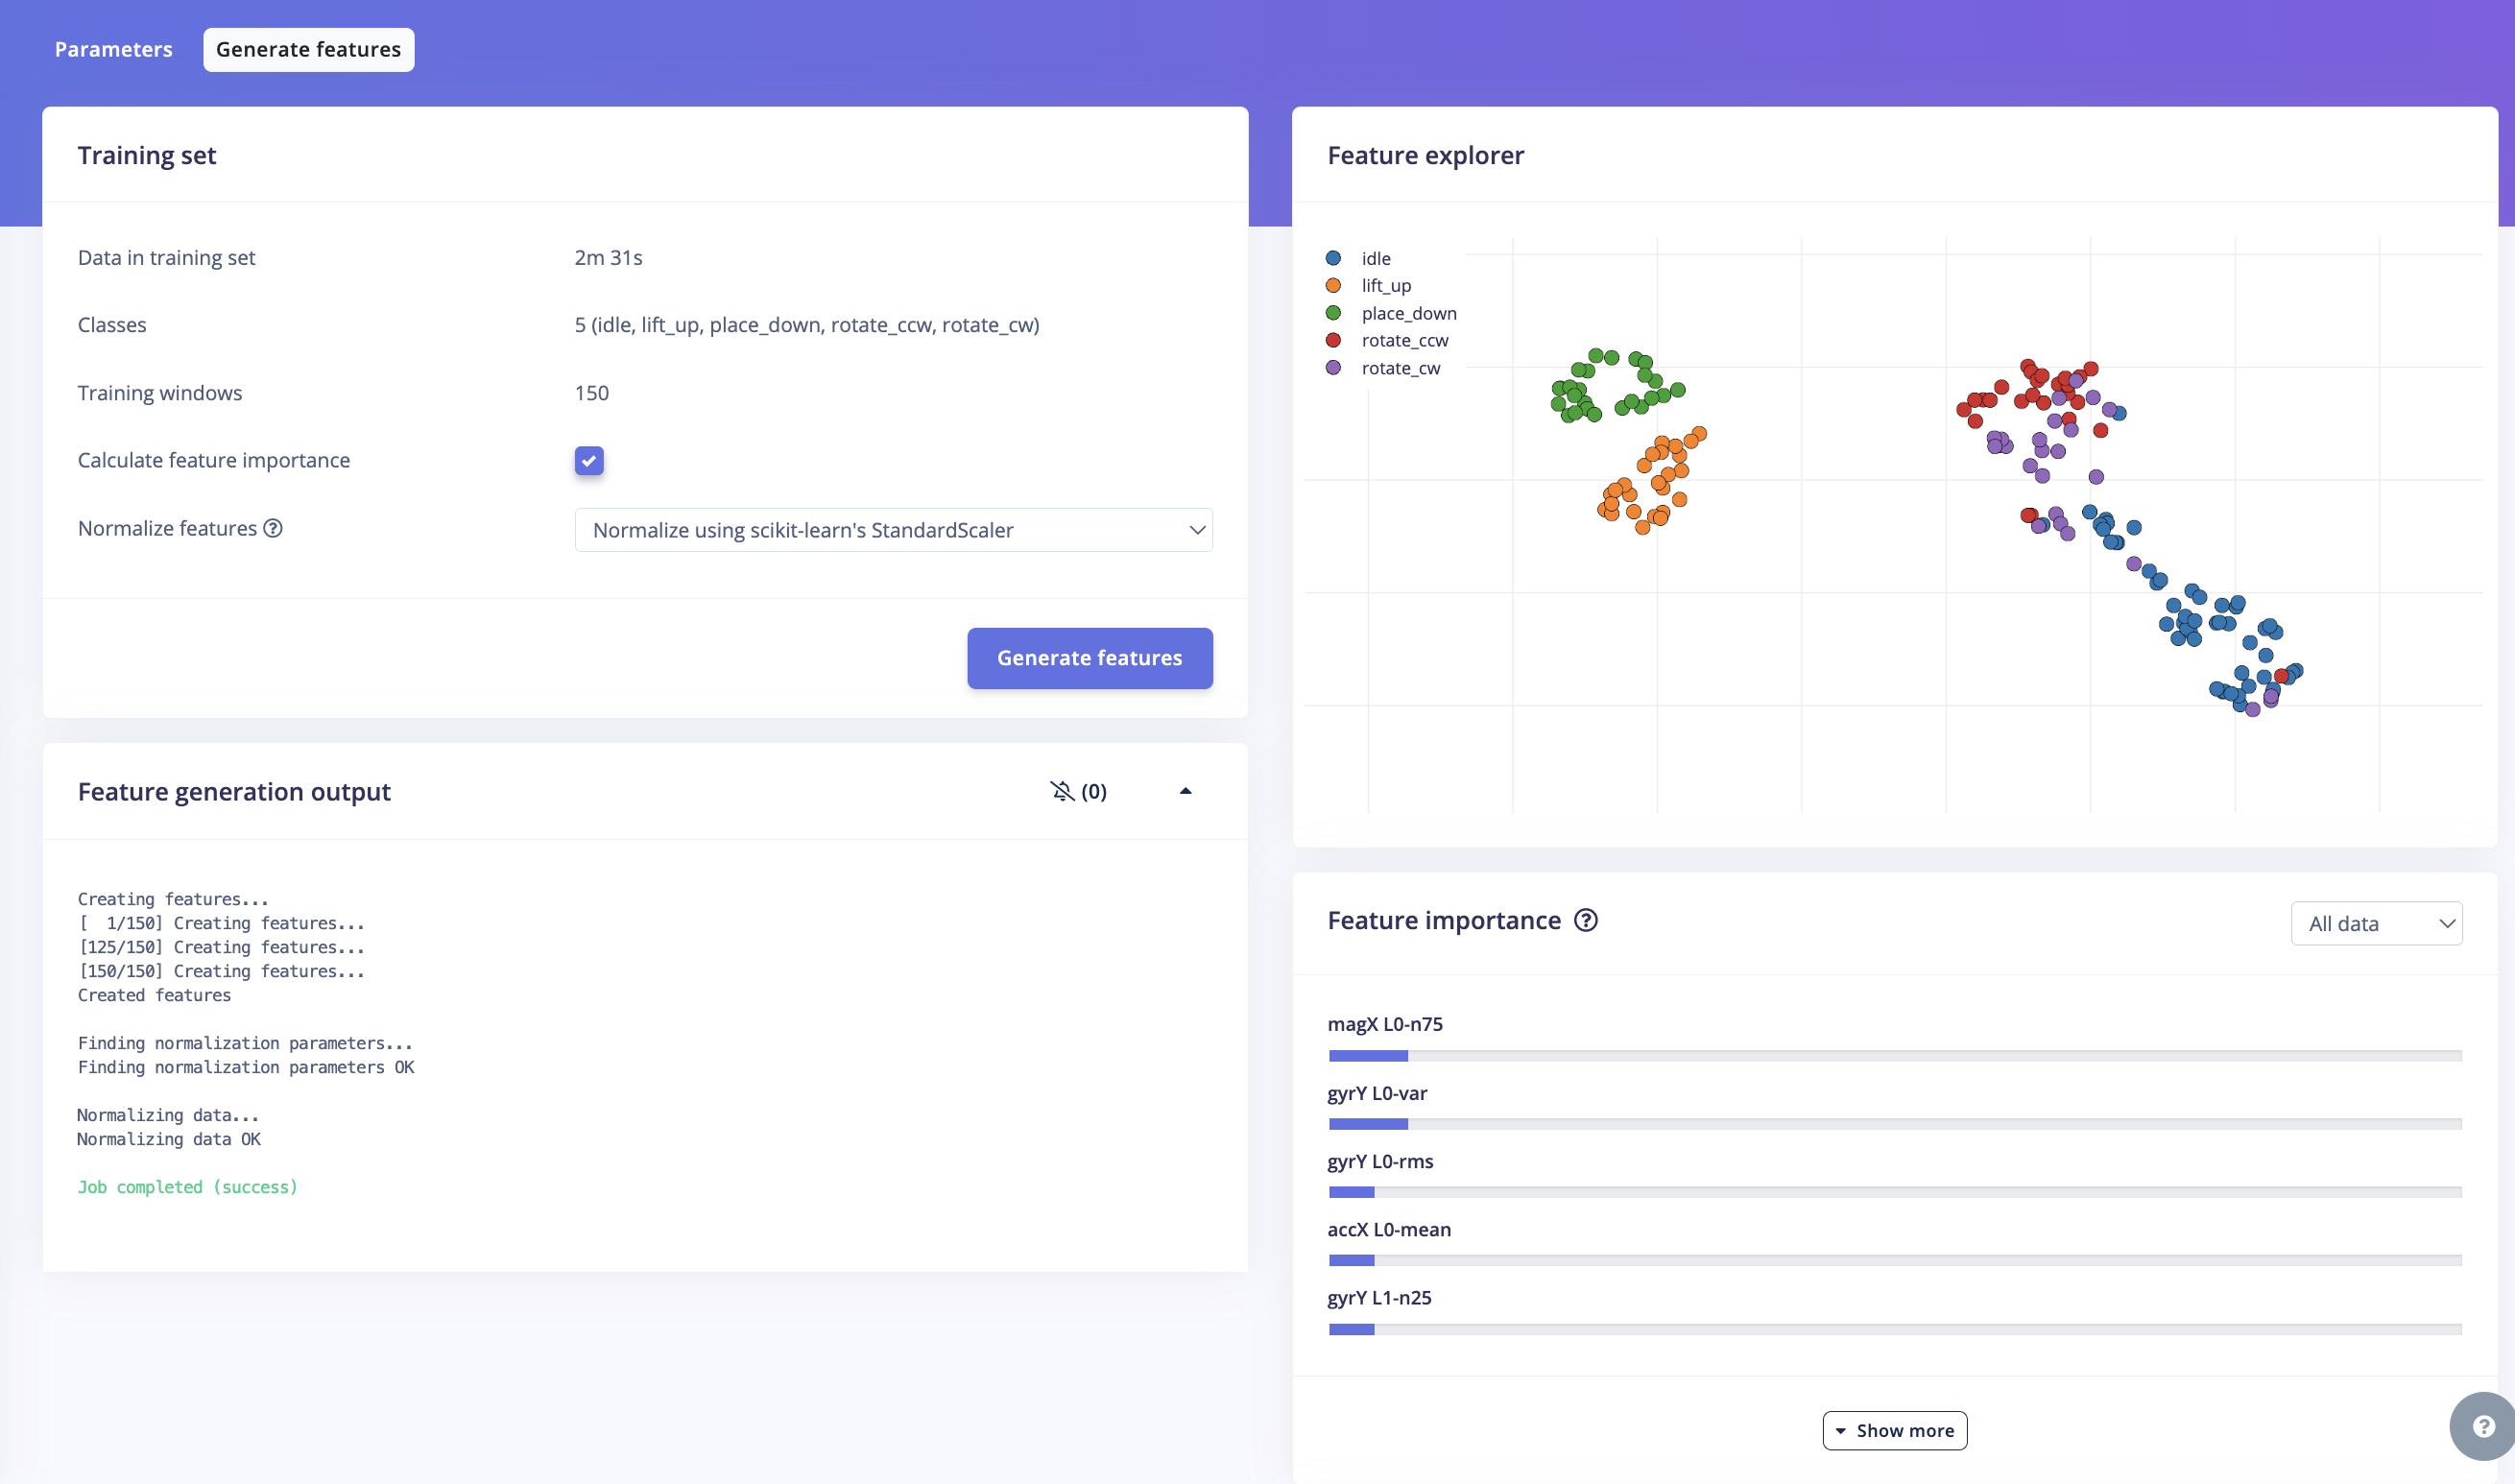 Parameters
Generate features
Training set
Data in training set
2m 31s
Classes
5 (idle, lift_up, place_down, rotate_ccw, rotate_cw)
Training windows
150
Calculate feature importance
Normalize features
Normalize using scikit-learn's StandardScaler
Generate features
Feature generation output
(0)
Creating features...
[  1/150] Creating features...
[125/150] Creating features...
[150/150] Creating features...
Created features
Finding normalization parameters...
Finding normalization parameters OK
Normalizing data...
Normalizing data OK
Job completed (success)
Feature explorer
idle
lift_up
place_down
rotate_ccw
rotate_cw
Feature importance
All data
magX L0-n75
gyrY L0-var
gyrY L0-rms
accX L0-mean
gyrY L1-n25
Show more